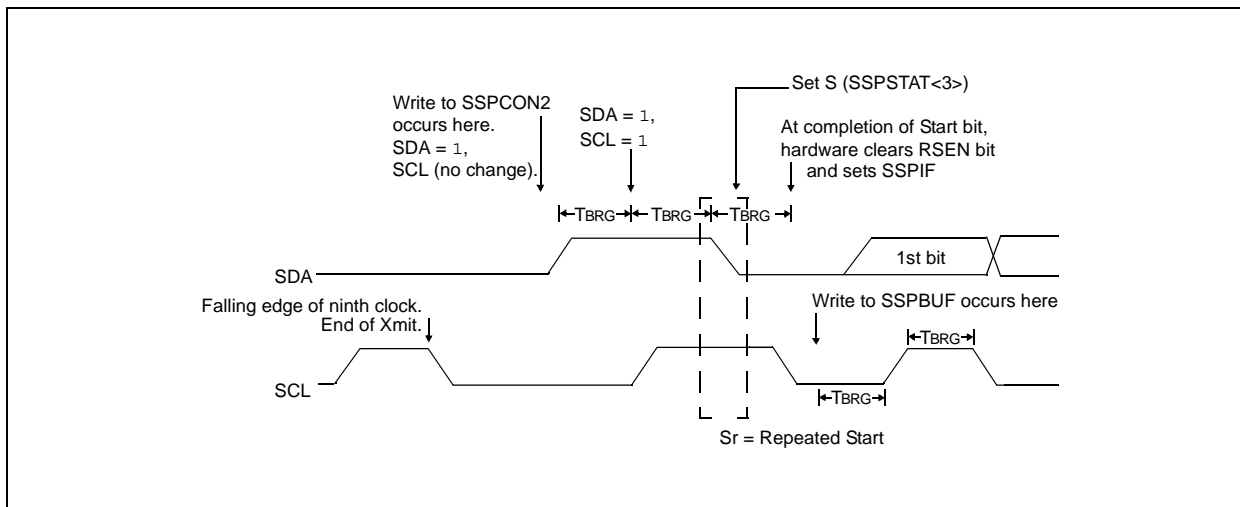 Set S (SSPSTAT<3>)
Write to SSPCON2
occurs here.
SDA = 1,
SCL (no change).
SDA = 1,
SCL = 1
At completion of Start bit,
hardware clears RSEN bit
and sets SSPIF
TBRG
TBRG
TBRG
SDA
1st bit
Falling edge of ninth clock.
End of Xmit.
Write to SSPBUF occurs here
TBRG
SCL
TBRG
Sr = Repeated Start